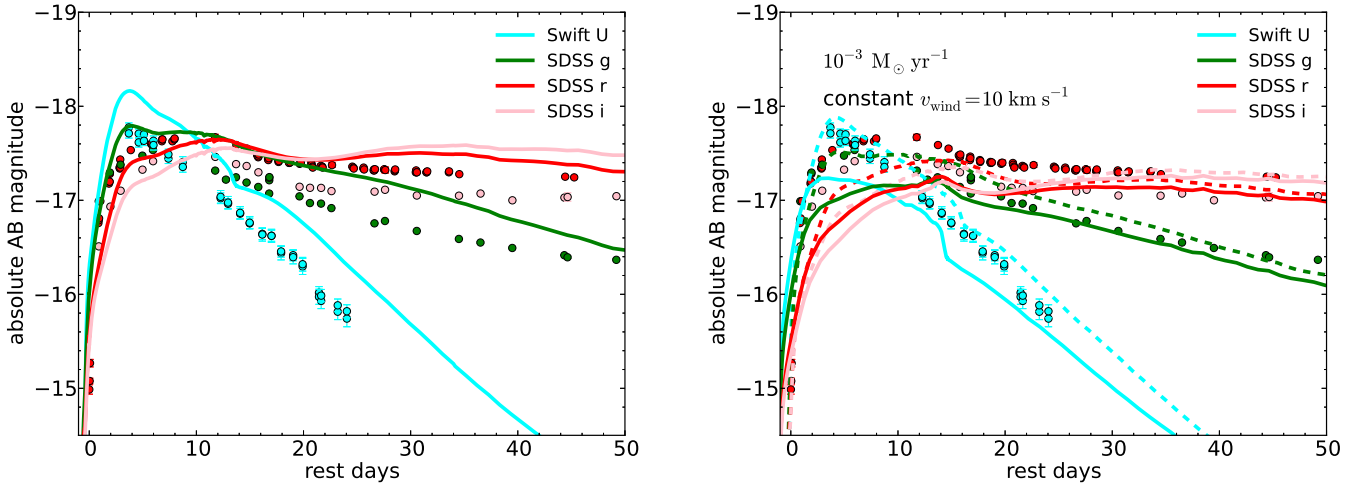 −19
−18
−17
−16
−15
absolute AB magnitude
0 10 20 30 40 50
rest days
Swift U
SDSS g
SDSS r
SDSS i
−19
−18
−17
−16
−15
absolute AB magnitude
0 10 20 30 40 50
rest days
10⁻³ M⊙ yr⁻¹
constant v_wind=10 km s⁻¹
Swift U
SDSS g
SDSS r
SDSS i